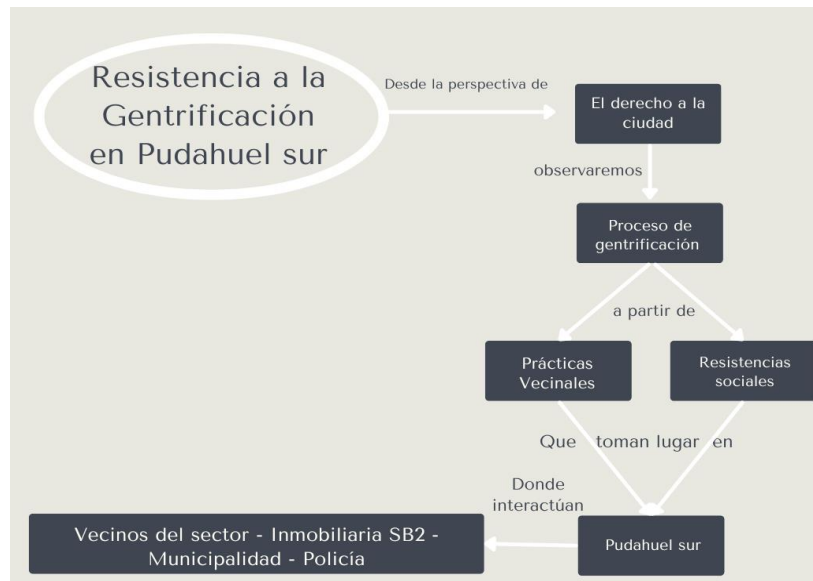 Resistencia a la
Gentrificación
en Pudahuel sur
Desde la perspectiva de
El derecho a la
ciudad
observaremos
Proceso de
gentrificación
a partir de
Prácticas
Vecinales
Resistencias
sociales
Que toman lugar en
Donde
interactúan
Pudahuel sur
Vecinos del sector - Inmobiliaria SB2 -
Municipalidad - Policía